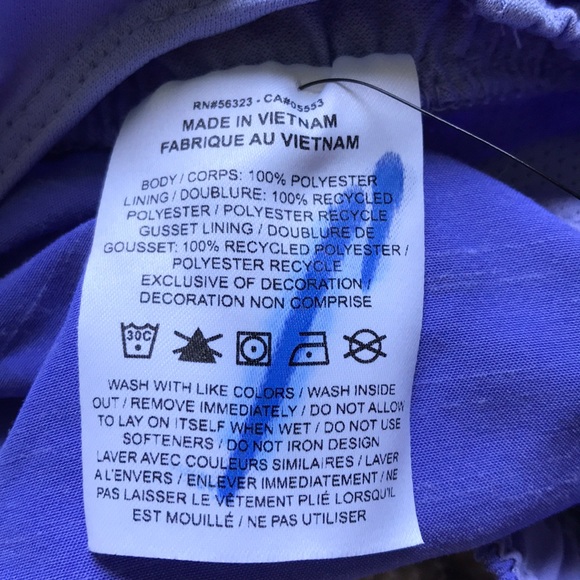 RN#56323 - CA#05553
MADE IN VIETNAM
FABRIQUE AU VIETNAM
BODY / CORPS: 100% POLYESTER
LINING / DOUBLURE: 100% RECYCLED
POLYESTER / POLYESTER RECYCLE
GUSSET LINING / DOUBLURE DE
GOUSSET: 100% RECYCLED POLYESTER /
POLYESTER RECYCLE
EXCLUSIVE OF DECORATION /
DECORATION NON COMPRISE
30C
WASH WITH LIKE COLORS / WASH INSIDE
OUT / REMOVE IMMEDIATELY / DO NOT ALLOW
TO LAY ON ITSELF WHEN WET / DO NOT USE
SOFTENERS / DO NOT IRON DESIGN
LAVER AVEC COULEURS SIMILAIRES / LAVER
A L'ENVERS / ENLEVER IMMEDIATEMENT / NE
PAS LAISSER LE VÊTEMENT PLIÉ LORSQU'IL
EST MOUILLÉ / NE PAS UTILISER